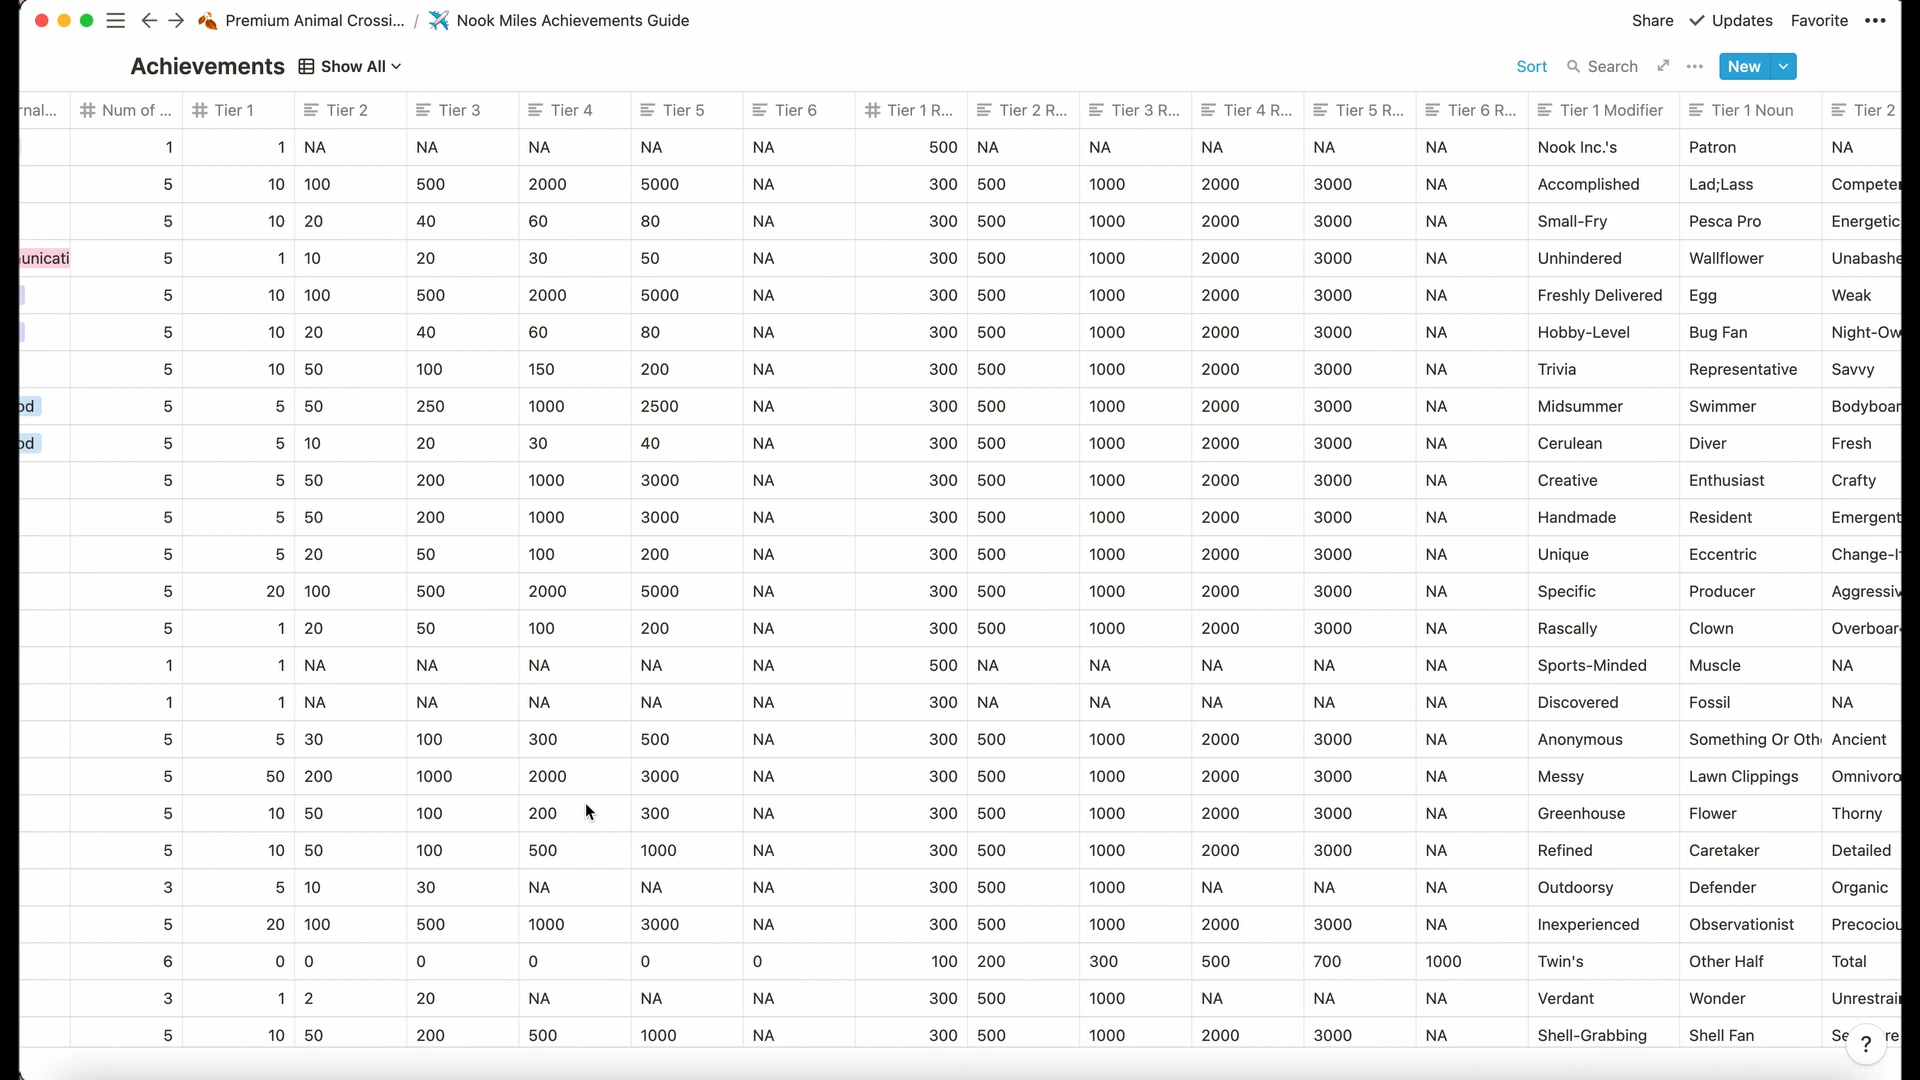 Premium Animal Crossi... / Nook Miles Achievements Guide Share Updates Favorite
Achievements Show All Sort Search New
rnal... Num of ... Tier 1 Tier 2 Tier 3 Tier 4 Tier 5 Tier 6 Tier 1 R... Tier 2 R... Tier 3 R... Tier 4 R... Tier 5 R... Tier 6 R... Tier 1 Modifier Tier 1 Noun Tier 2
1 1 NA NA NA NA NA 500 NA NA NA NA NA Nook Inc.'s Patron NA
5 10 100 500 2000 5000 NA 300 500 1000 2000 3000 NA Accomplished Lad;Lass Competen
5 10 20 40 60 80 NA 300 500 1000 2000 3000 NA Small-Fry Pesca Pro Energetic
unicati 5 1 10 20 30 50 NA 300 500 1000 2000 3000 NA Unhindered Wallflower Unabashe
5 10 100 500 2000 5000 NA 300 500 1000 2000 3000 NA Freshly Delivered Egg Weak
5 10 20 40 60 80 NA 300 500 1000 2000 3000 NA Hobby-Level Bug Fan Night-Ow
5 10 50 100 150 200 NA 300 500 1000 2000 3000 NA Trivia Representative Savvy
od 5 5 50 250 1000 2500 NA 300 500 1000 2000 3000 NA Midsummer Swimmer Bodyboar
od 5 5 10 20 30 40 NA 300 500 1000 2000 3000 NA Cerulean Diver Fresh
5 5 50 200 1000 3000 NA 300 500 1000 2000 3000 NA Creative Enthusiast Crafty
5 5 50 200 1000 3000 NA 300 500 1000 2000 3000 NA Handmade Resident Emergent
5 5 20 50 100 200 NA 300 500 1000 2000 3000 NA Unique Eccentric Change-I
5 20 100 500 2000 5000 NA 300 500 1000 2000 3000 NA Specific Producer Aggressiv
5 1 20 50 100 200 NA 300 500 1000 2000 3000 NA Rascally Clown Overboar
1 1 NA NA NA NA NA 500 NA NA NA NA NA Sports-Minded Muscle NA
1 1 NA NA NA NA NA 300 NA NA NA NA NA Discovered Fossil NA
5 5 30 100 300 500 NA 300 500 1000 2000 3000 NA Anonymous Something Or Oth Ancient
5 50 200 1000 2000 3000 NA 300 500 1000 2000 3000 NA Messy Lawn Clippings Omnivoro
5 10 50 100 200 300 NA 300 500 1000 2000 3000 NA Greenhouse Flower Thorny
5 10 50 100 500 1000 NA 300 500 1000 2000 3000 NA Refined Caretaker Detailed
3 5 10 30 NA NA NA 300 500 1000 NA NA NA Outdoorsy Defender Organic
5 20 100 500 1000 3000 NA 300 500 1000 2000 3000 NA Inexperienced Observationist Precociou
6 0 0 0 0 0 0 100 200 300 500 700 1000 Twin's Other Half Total
3 1 2 20 NA NA NA 300 500 1000 NA NA NA Verdant Wonder Unrestrai
5 10 50 200 500 1000 NA 300 500 1000 2000 3000 NA Shell-Grabbing Shell Fan
?